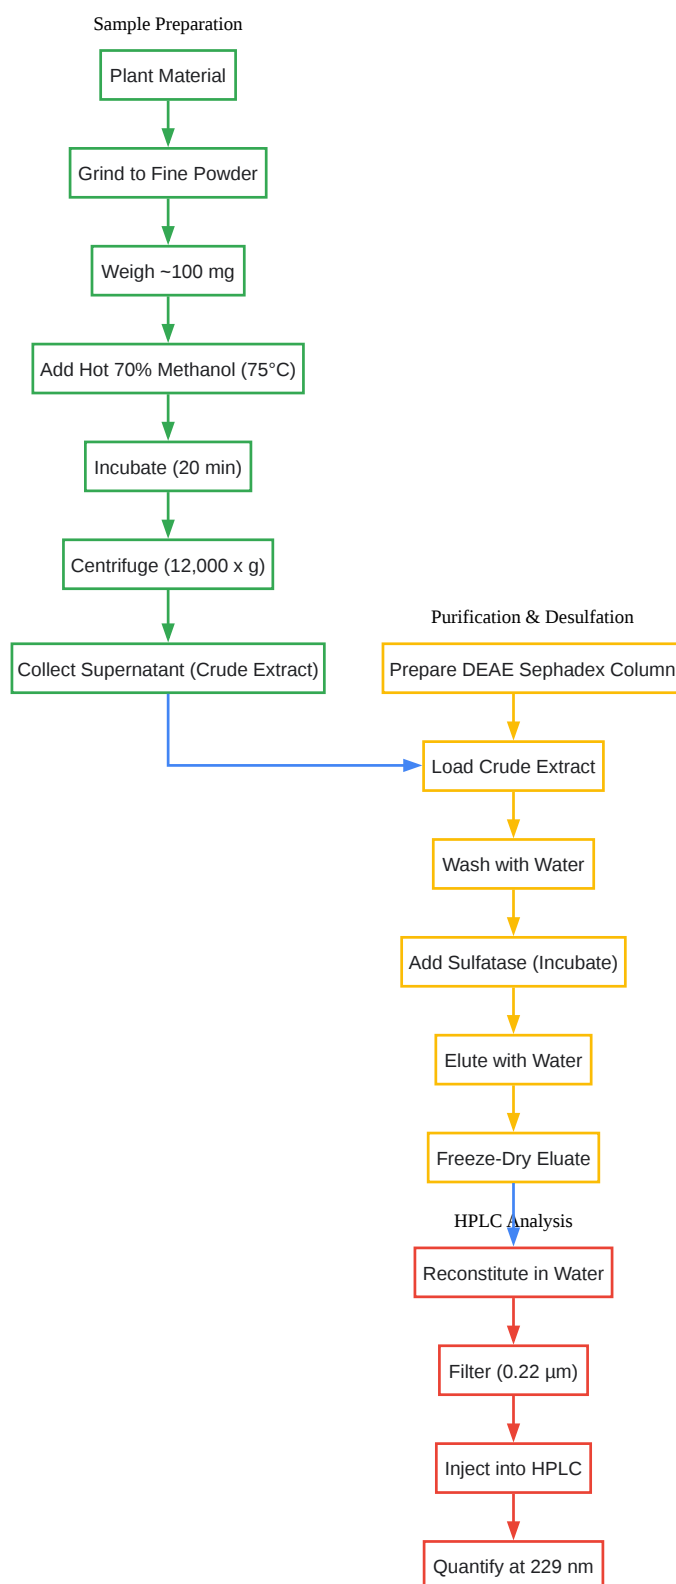 Sample Preparation
Plant Material
Grind to Fine Powder
Weigh ~100 mg
Add Hot 70% Methanol (75°C)
Incubate (20 min)
Centrifuge (12,000 x g)
Collect Supernatant (Crude Extract)
Purification & Desulfation
Prepare DEAE Sephadex Column
Load Crude Extract
Wash with Water
Add Sulfatase (Incubate)
Elute with Water
Freeze-Dry Eluate
HPLC Analysis
Reconstitute in Water
Filter (0.22 µm)
Inject into HPLC
Quantify at 229 nm